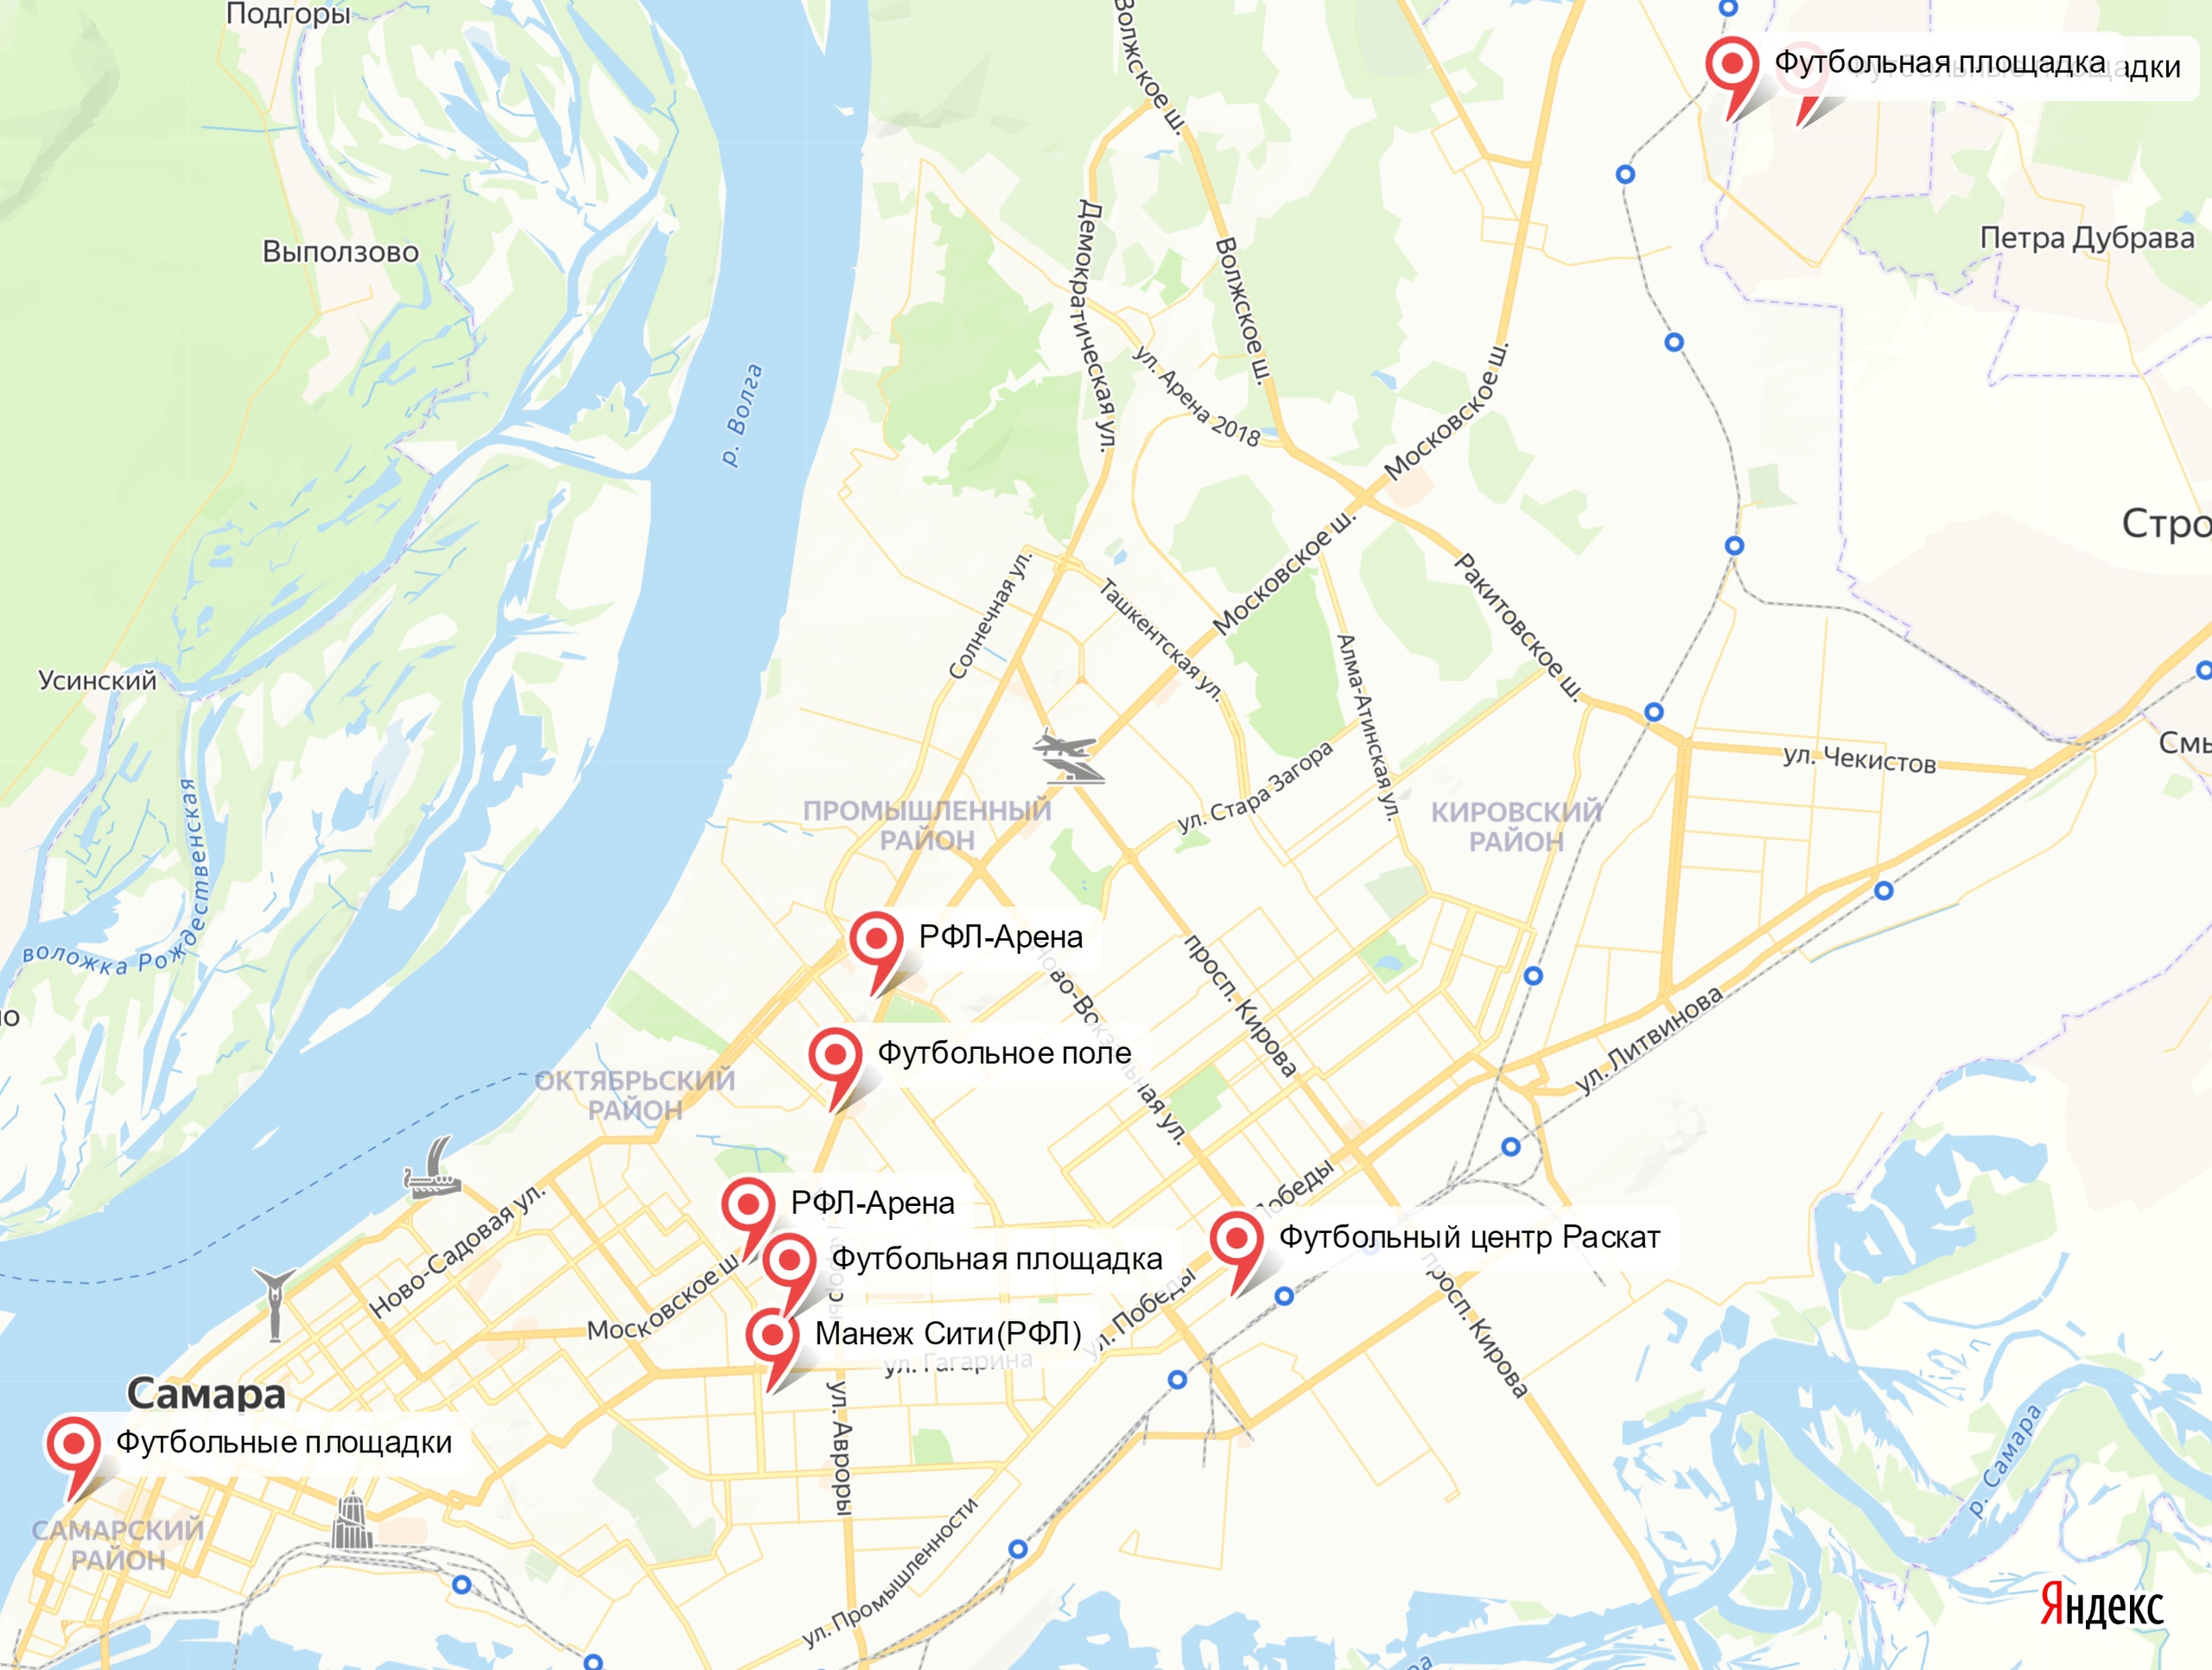 Подгоры
Волжское ш.
Футбольная площадка
дки
Выползово
Демократическая ул.
Волжское ш.
Петра Дубрава
р. Волга
ул. Арена 2018
Московское ш.
Стро
Московское ш.
Ракитовское ш.
Солнечная ул.
Ташкентская ул.
Алма-Атинская ул.
Усинский
Смы
ул. Чекистов
ул. Стара Загора
ПРОМЫШЛЕННЫЙ
РАЙОН
КИРОВСКИЙ
РАЙОН
воложка Рождественская
РФЛ-Арена
просп. Кирова
ул. Литвинова
Футбольное поле
ОКТЯБРЬСКИЙ
РАЙОН
Ново-Садовая ул.
РФЛ-Арена
Победы
Футбольный центр Раскат
Футбольная площадка
Московское ш
ул. Победы
просп. Кирова
Манеж Сити(РФЛ)
ул. Гагарина
Самара
Футбольные площадки
ул. Авроры
р. Самара
САМАРСКИЙ
РАЙОН
ул. Промышленности
Яндекс